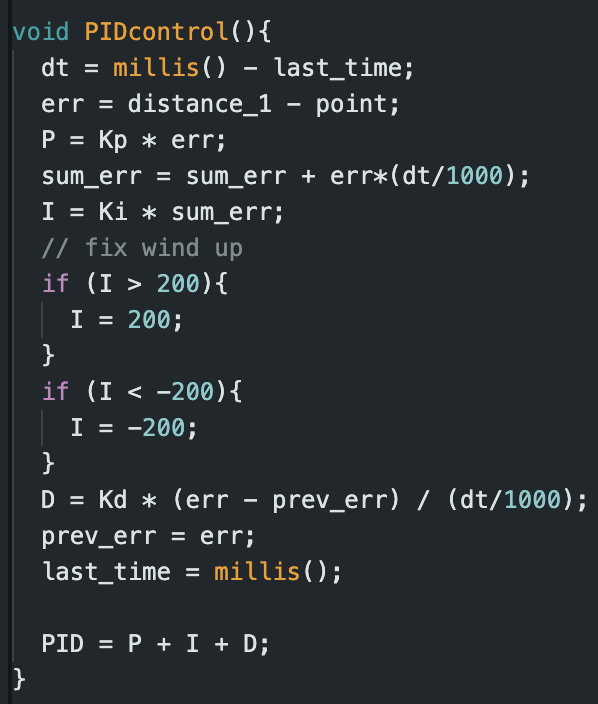 void PIDcontrol(){
  dt = millis() - last_time;
  err = distance_1 - point;
  P = Kp * err;
  sum_err = sum_err + err*(dt/1000);
  I = Ki * sum_err;
  // fix wind up
  if (I > 200){
    I = 200;
  }
  if (I < -200){
    I = -200;
  }
  D = Kd * (err - prev_err) / (dt/1000);
  prev_err = err;
  last_time = millis();

  PID = P + I + D;
}